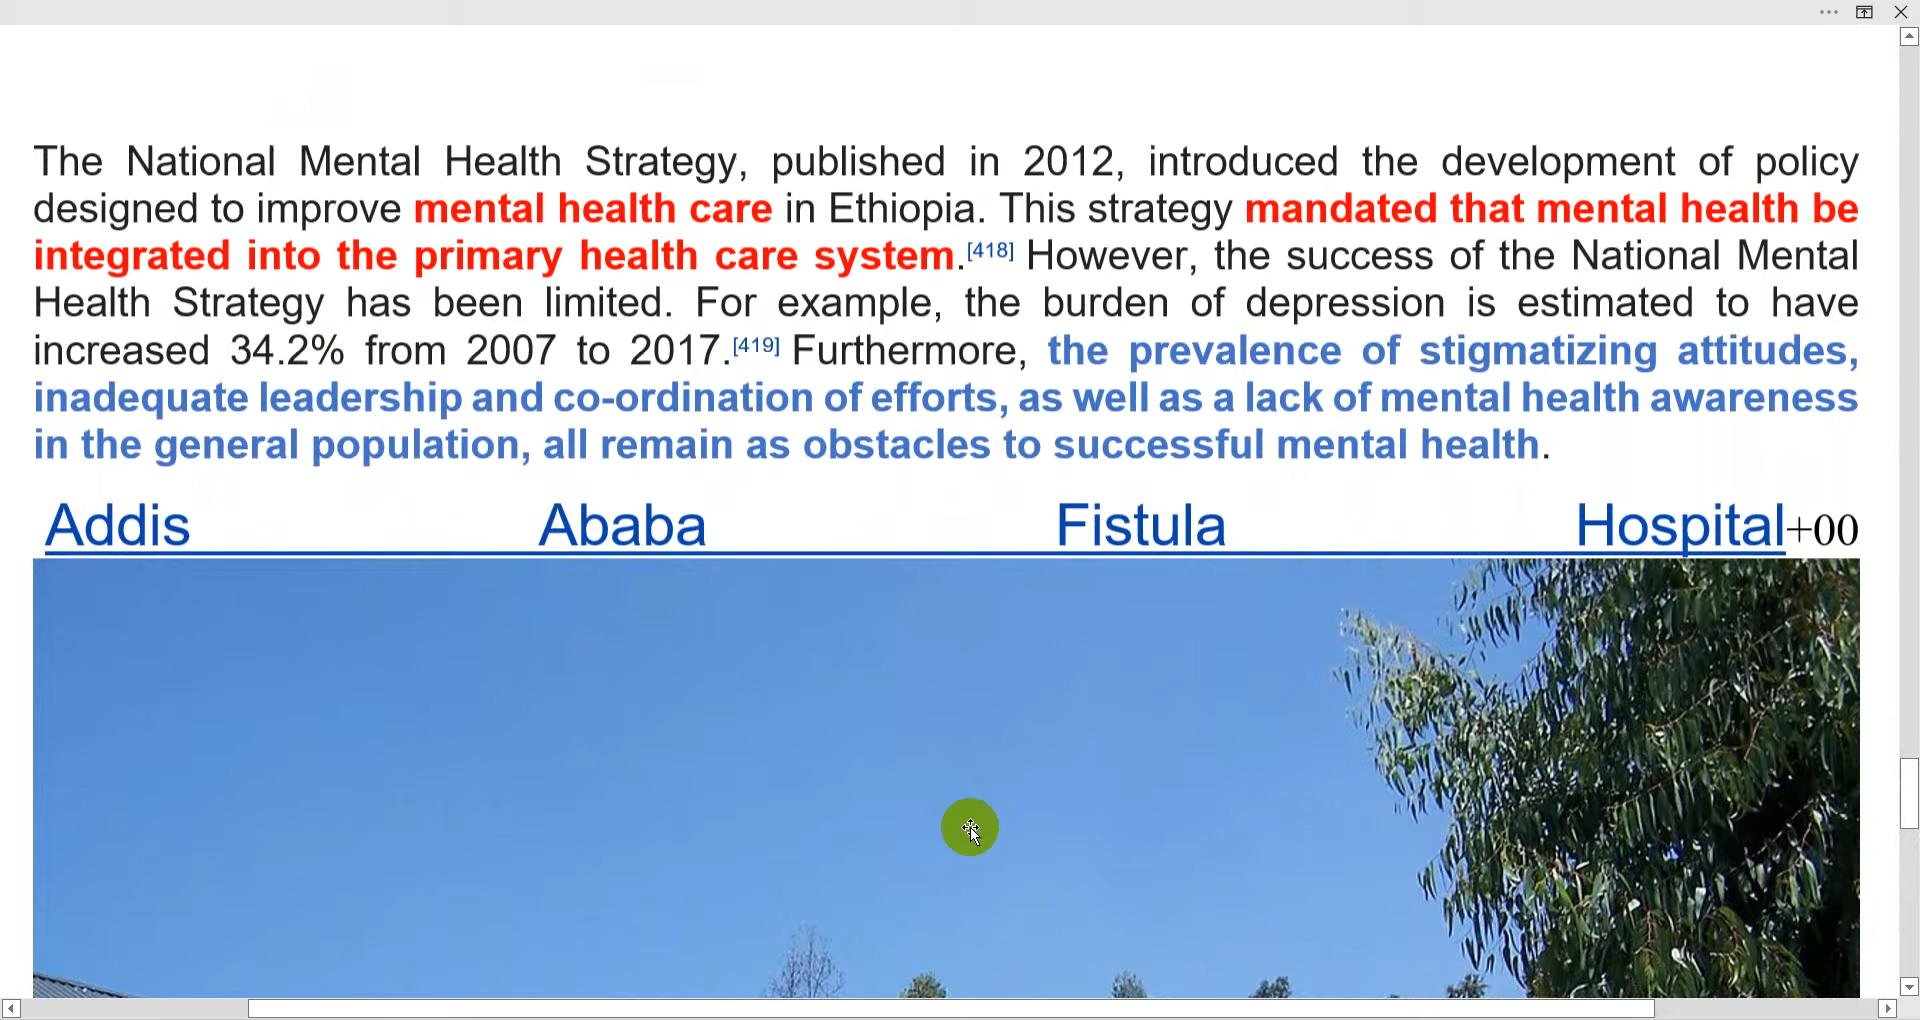 The National Mental Health Strategy, published in 2012, introduced the development of policy
designed to improve mental health care in Ethiopia. This strategy mandated that mental health be
integrated into the primary health care system.[418] However, the success of the National Mental
Health Strategy has been limited. For example, the burden of depression is estimated to have
increased 34.2% from 2007 to 2017.[419] Furthermore, the prevalence of stigmatizing attitudes,
inadequate leadership and co-ordination of efforts, as well as a lack of mental health awareness
in the general population, all remain as obstacles to successful mental health.
Addis Ababa Fistula Hospital+00